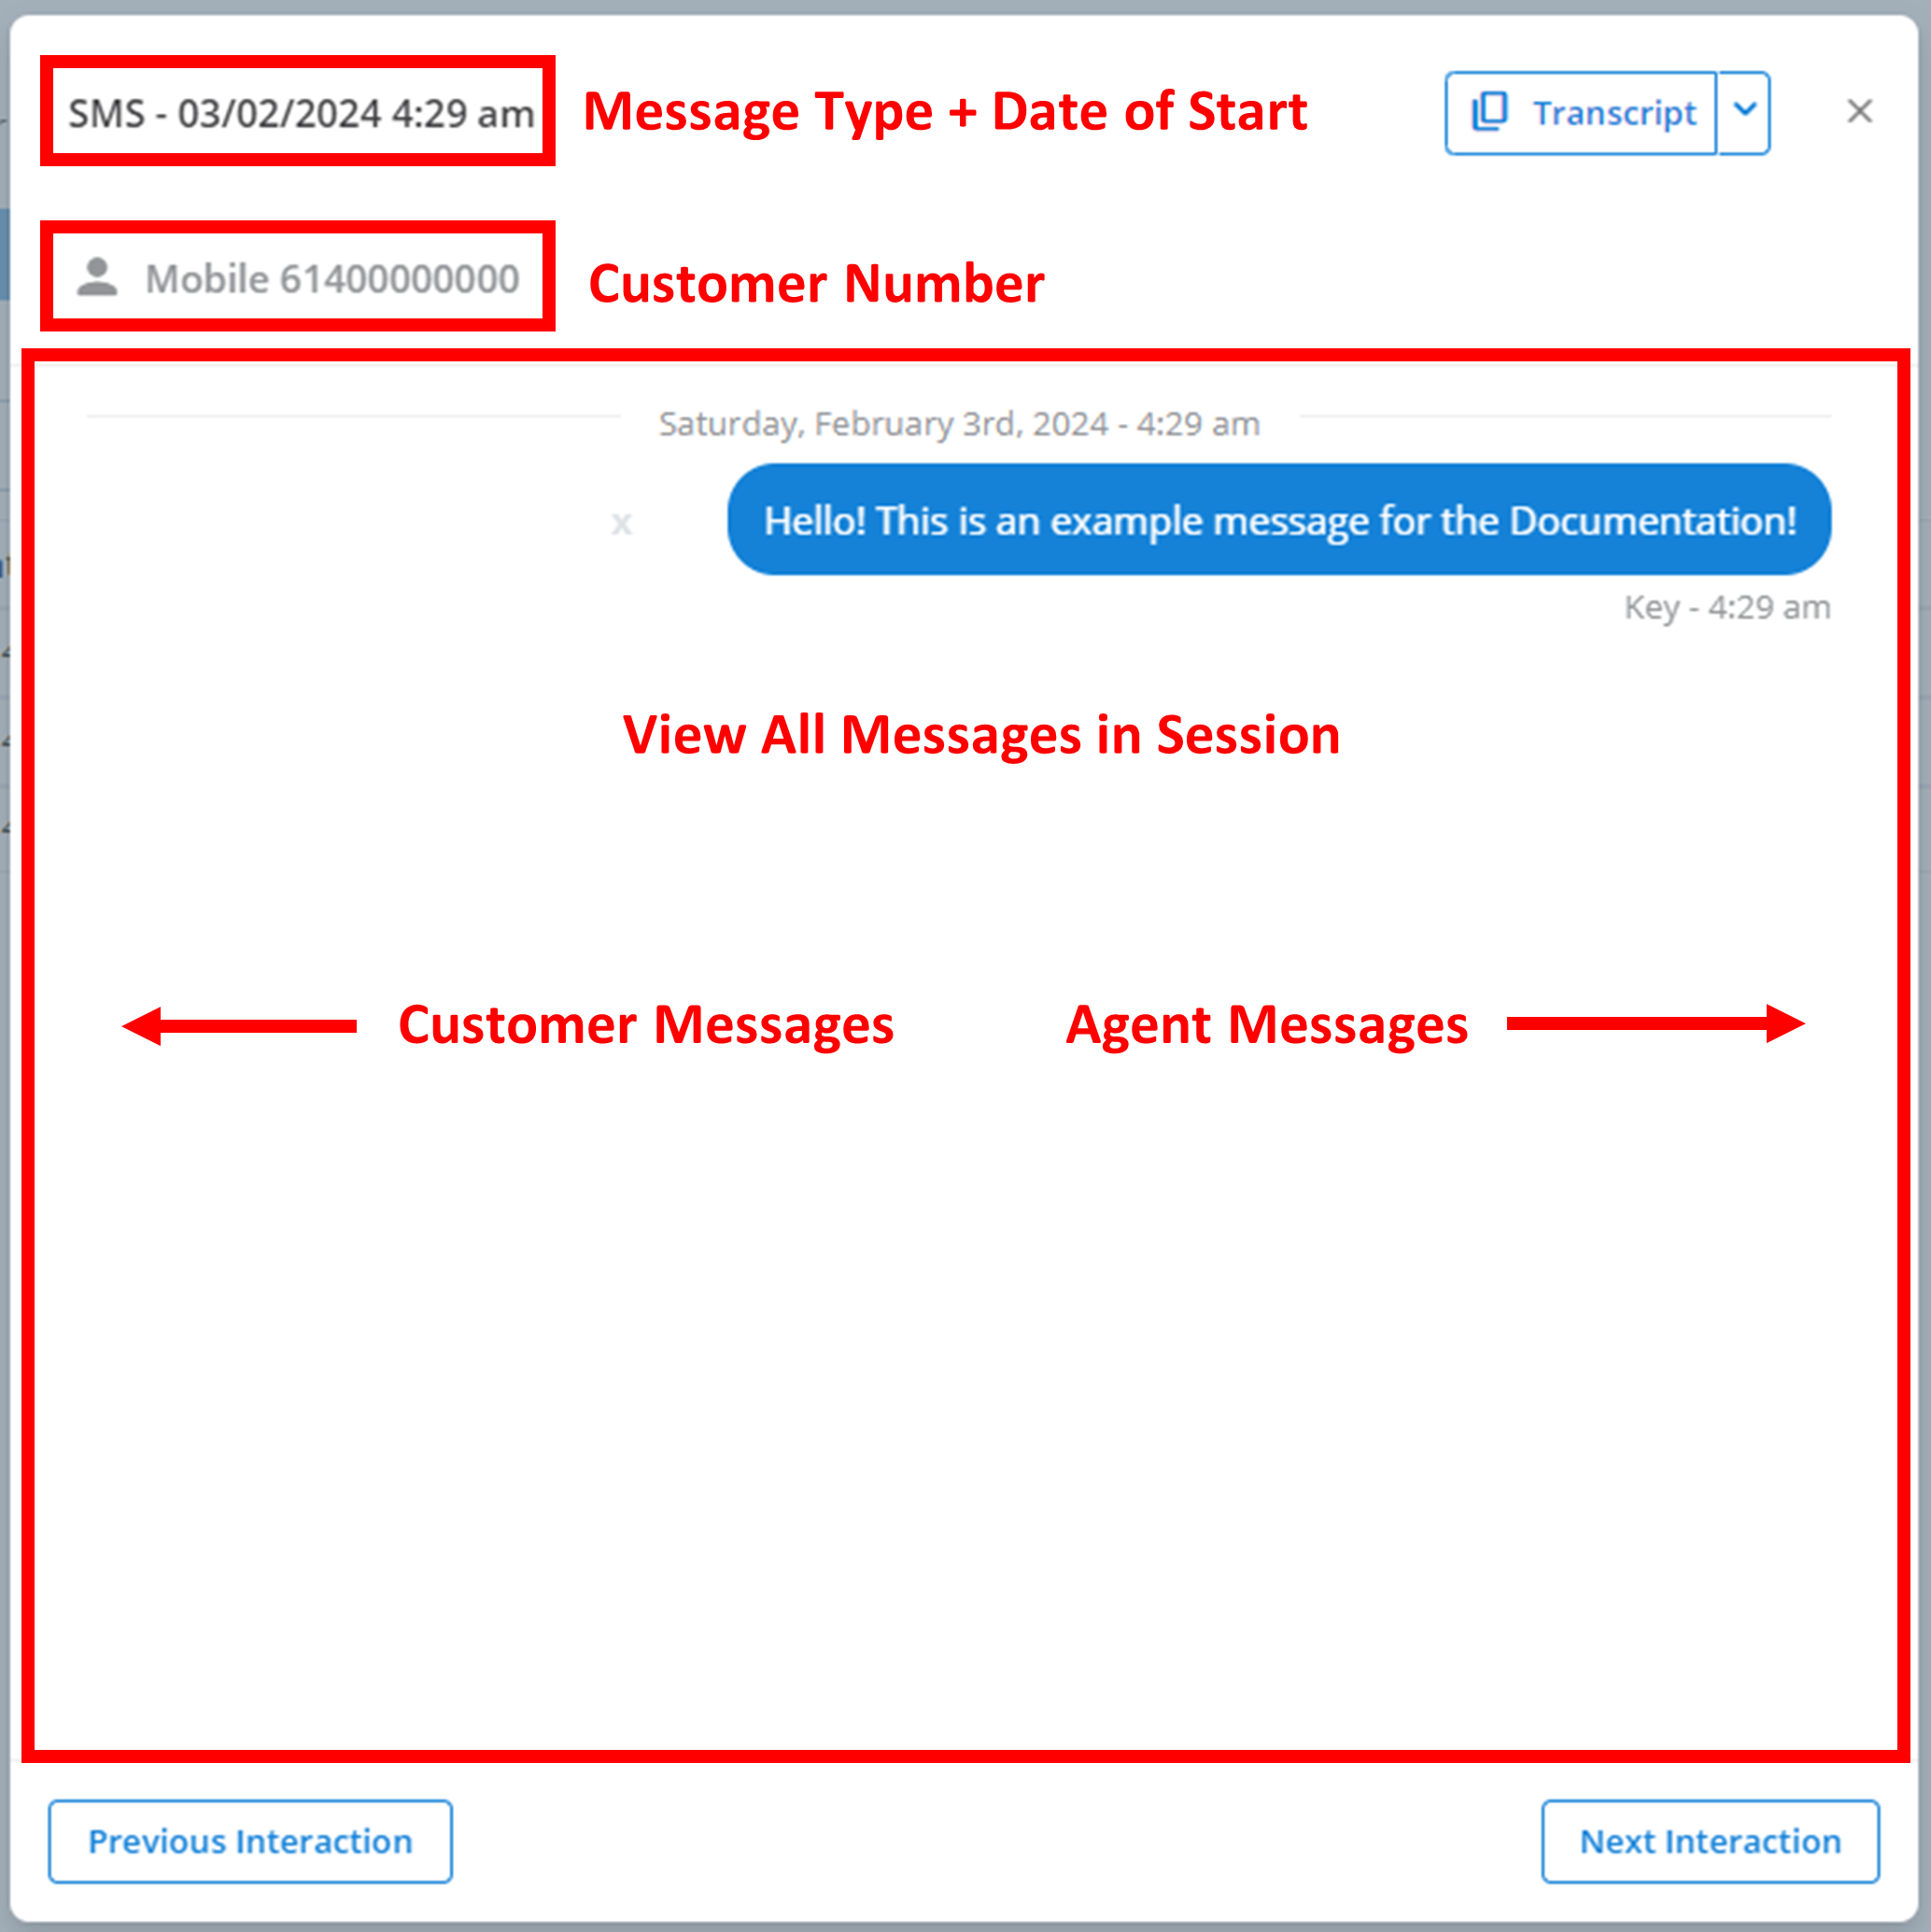 SMS - 03/02/2024 4:29 am
Message Type + Date of Start
Transcript
Mobile 61400000000
Customer Number
Saturday, February 3rd, 2024 - 4:29 am
x
Hello! This is an example message for the Documentation!
Key - 4:29 am
View All Messages in Session
Customer Messages
Agent Messages
Previous Interaction
Next Interaction